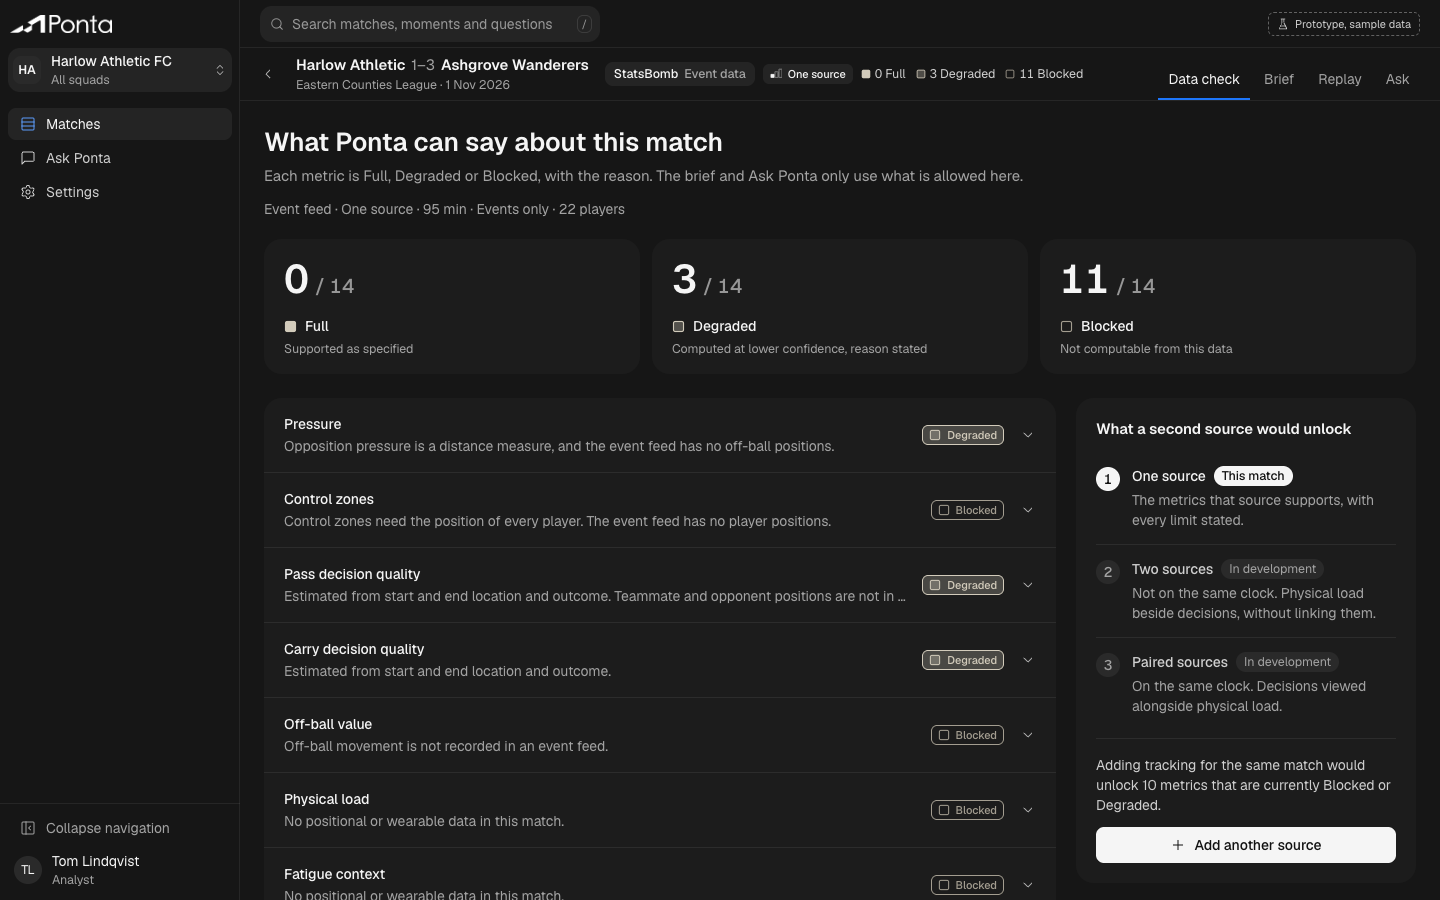 Ponta
HA
Harlow Athletic FC
All squads
Matches
Ask Ponta
Settings
Collapse navigation
TL
Tom Lindqvist
Analyst
Search matches, moments and questions
/
Prototype, sample data
Harlow Athletic 1–3 Ashgrove Wanderers
Eastern Counties League · 1 Nov 2026
StatsBomb Event data
One source
0 Full
3 Degraded
11 Blocked
Data check
Brief
Replay
Ask
What Ponta can say about this match
Each metric is Full, Degraded or Blocked, with the reason. The brief and Ask Ponta only use what is allowed here.
Event feed · One source · 95 min · Events only · 22 players
0 / 14
Full
Supported as specified
3 / 14
Degraded
Computed at lower confidence, reason stated
11 / 14
Blocked
Not computable from this data
Pressure
Opposition pressure is a distance measure, and the event feed has no off-ball positions.
Degraded
Control zones
Control zones need the position of every player. The event feed has no player positions.
Blocked
Pass decision quality
Estimated from start and end location and outcome. Teammate and opponent positions are not in ...
Degraded
Carry decision quality
Estimated from start and end location and outcome.
Degraded
Off-ball value
Off-ball movement is not recorded in an event feed.
Blocked
Physical load
No positional or wearable data in this match.
Blocked
Fatigue context
No positional or wearable data in this match.
Blocked
What a second source would unlock
1
One source This match
The metrics that source supports, with
every limit stated.
2
Two sources In development
Not on the same clock. Physical load
beside decisions, without linking them.
3
Paired sources In development
On the same clock. Decisions viewed
alongside physical load.
Adding tracking for the same match would
unlock 10 metrics that are currently Blocked or
Degraded.
Add another source